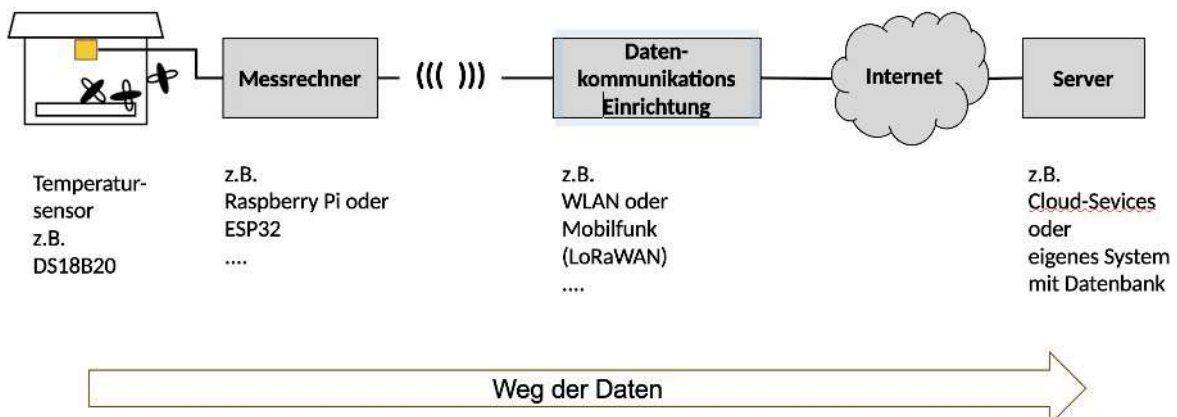 Messrechner
((( )))
Daten-
kommunikations
Einrichtung
Internet
Server
Temperatur-
sensor
z.B.
DS18B20
z.B.
Raspberry Pi oder
ESP32
....
z.B.
WLAN oder
Mobilfunk
(LoRaWAN)
....
z.B.
Cloud-Sevices
oder
eigenes System
mit Datenbank
Weg der Daten